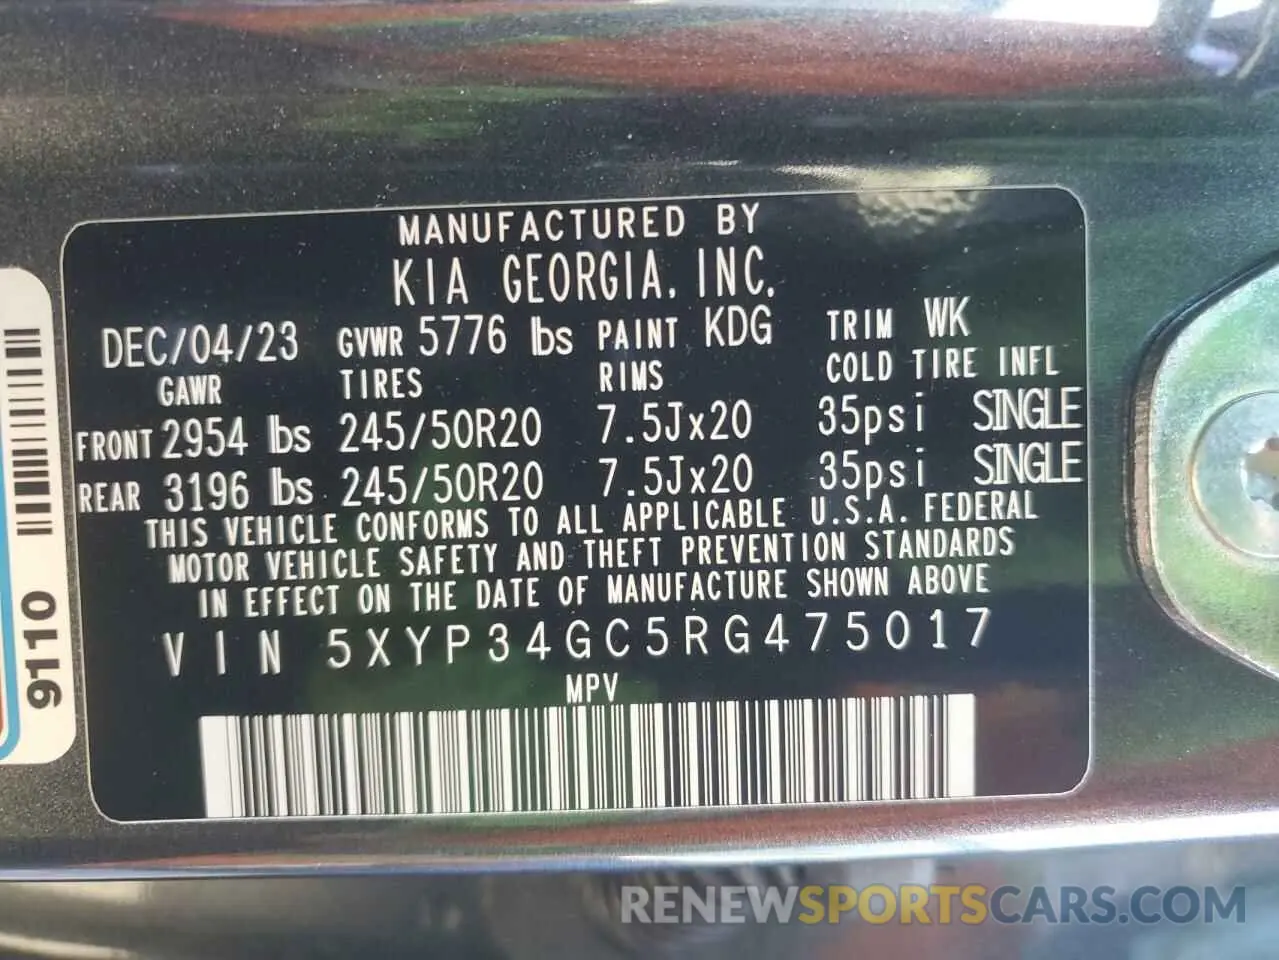 MANUFACTURED BY
KIA GEORGIA, INC.
DEC/04/23 GVWR 5776 lbs PAINT KDG TRIM WK
GAWR TIRES RIMS COLD TIRE INFL
FRONT 2954 lbs 245/50R20 7.5Jx20 35psi SINGLE
REAR 3196 lbs 245/50R20 7.5Jx20 35psi SINGLE
THIS VEHICLE CONFORMS TO ALL APPLICABLE U.S.A. FEDERAL
MOTOR VEHICLE SAFETY AND THEFT PREVENTION STANDARDS
IN EFFECT ON THE DATE OF MANUFACTURE SHOWN ABOVE
VIN 5XYP34GC5RG475017
MPV
9110
RENEWSPORTSCARS.COM